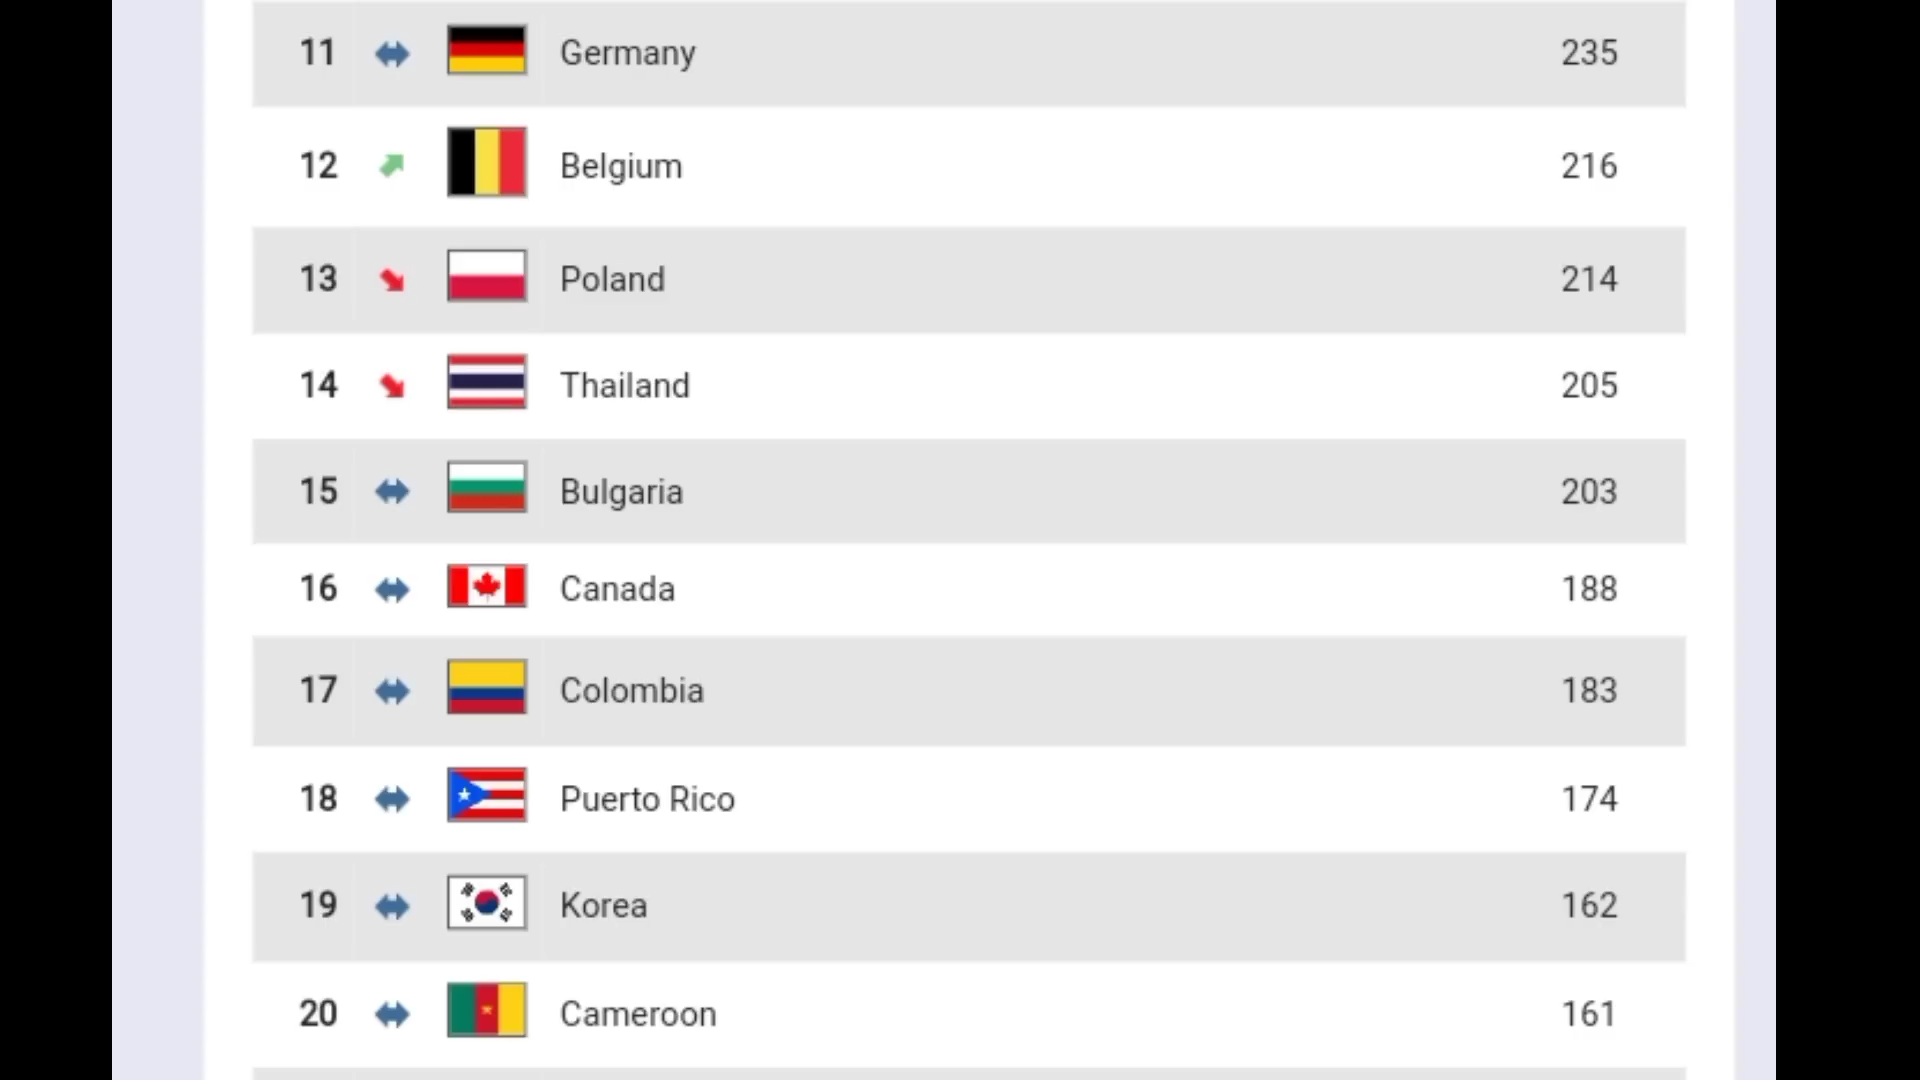 11 Germany 235
12 Belgium 216
13 Poland 214
14 Thailand 205
15 Bulgaria 203
16 Canada 188
17 Colombia 183
18 Puerto Rico 174
19 Korea 162
20 Cameroon 161